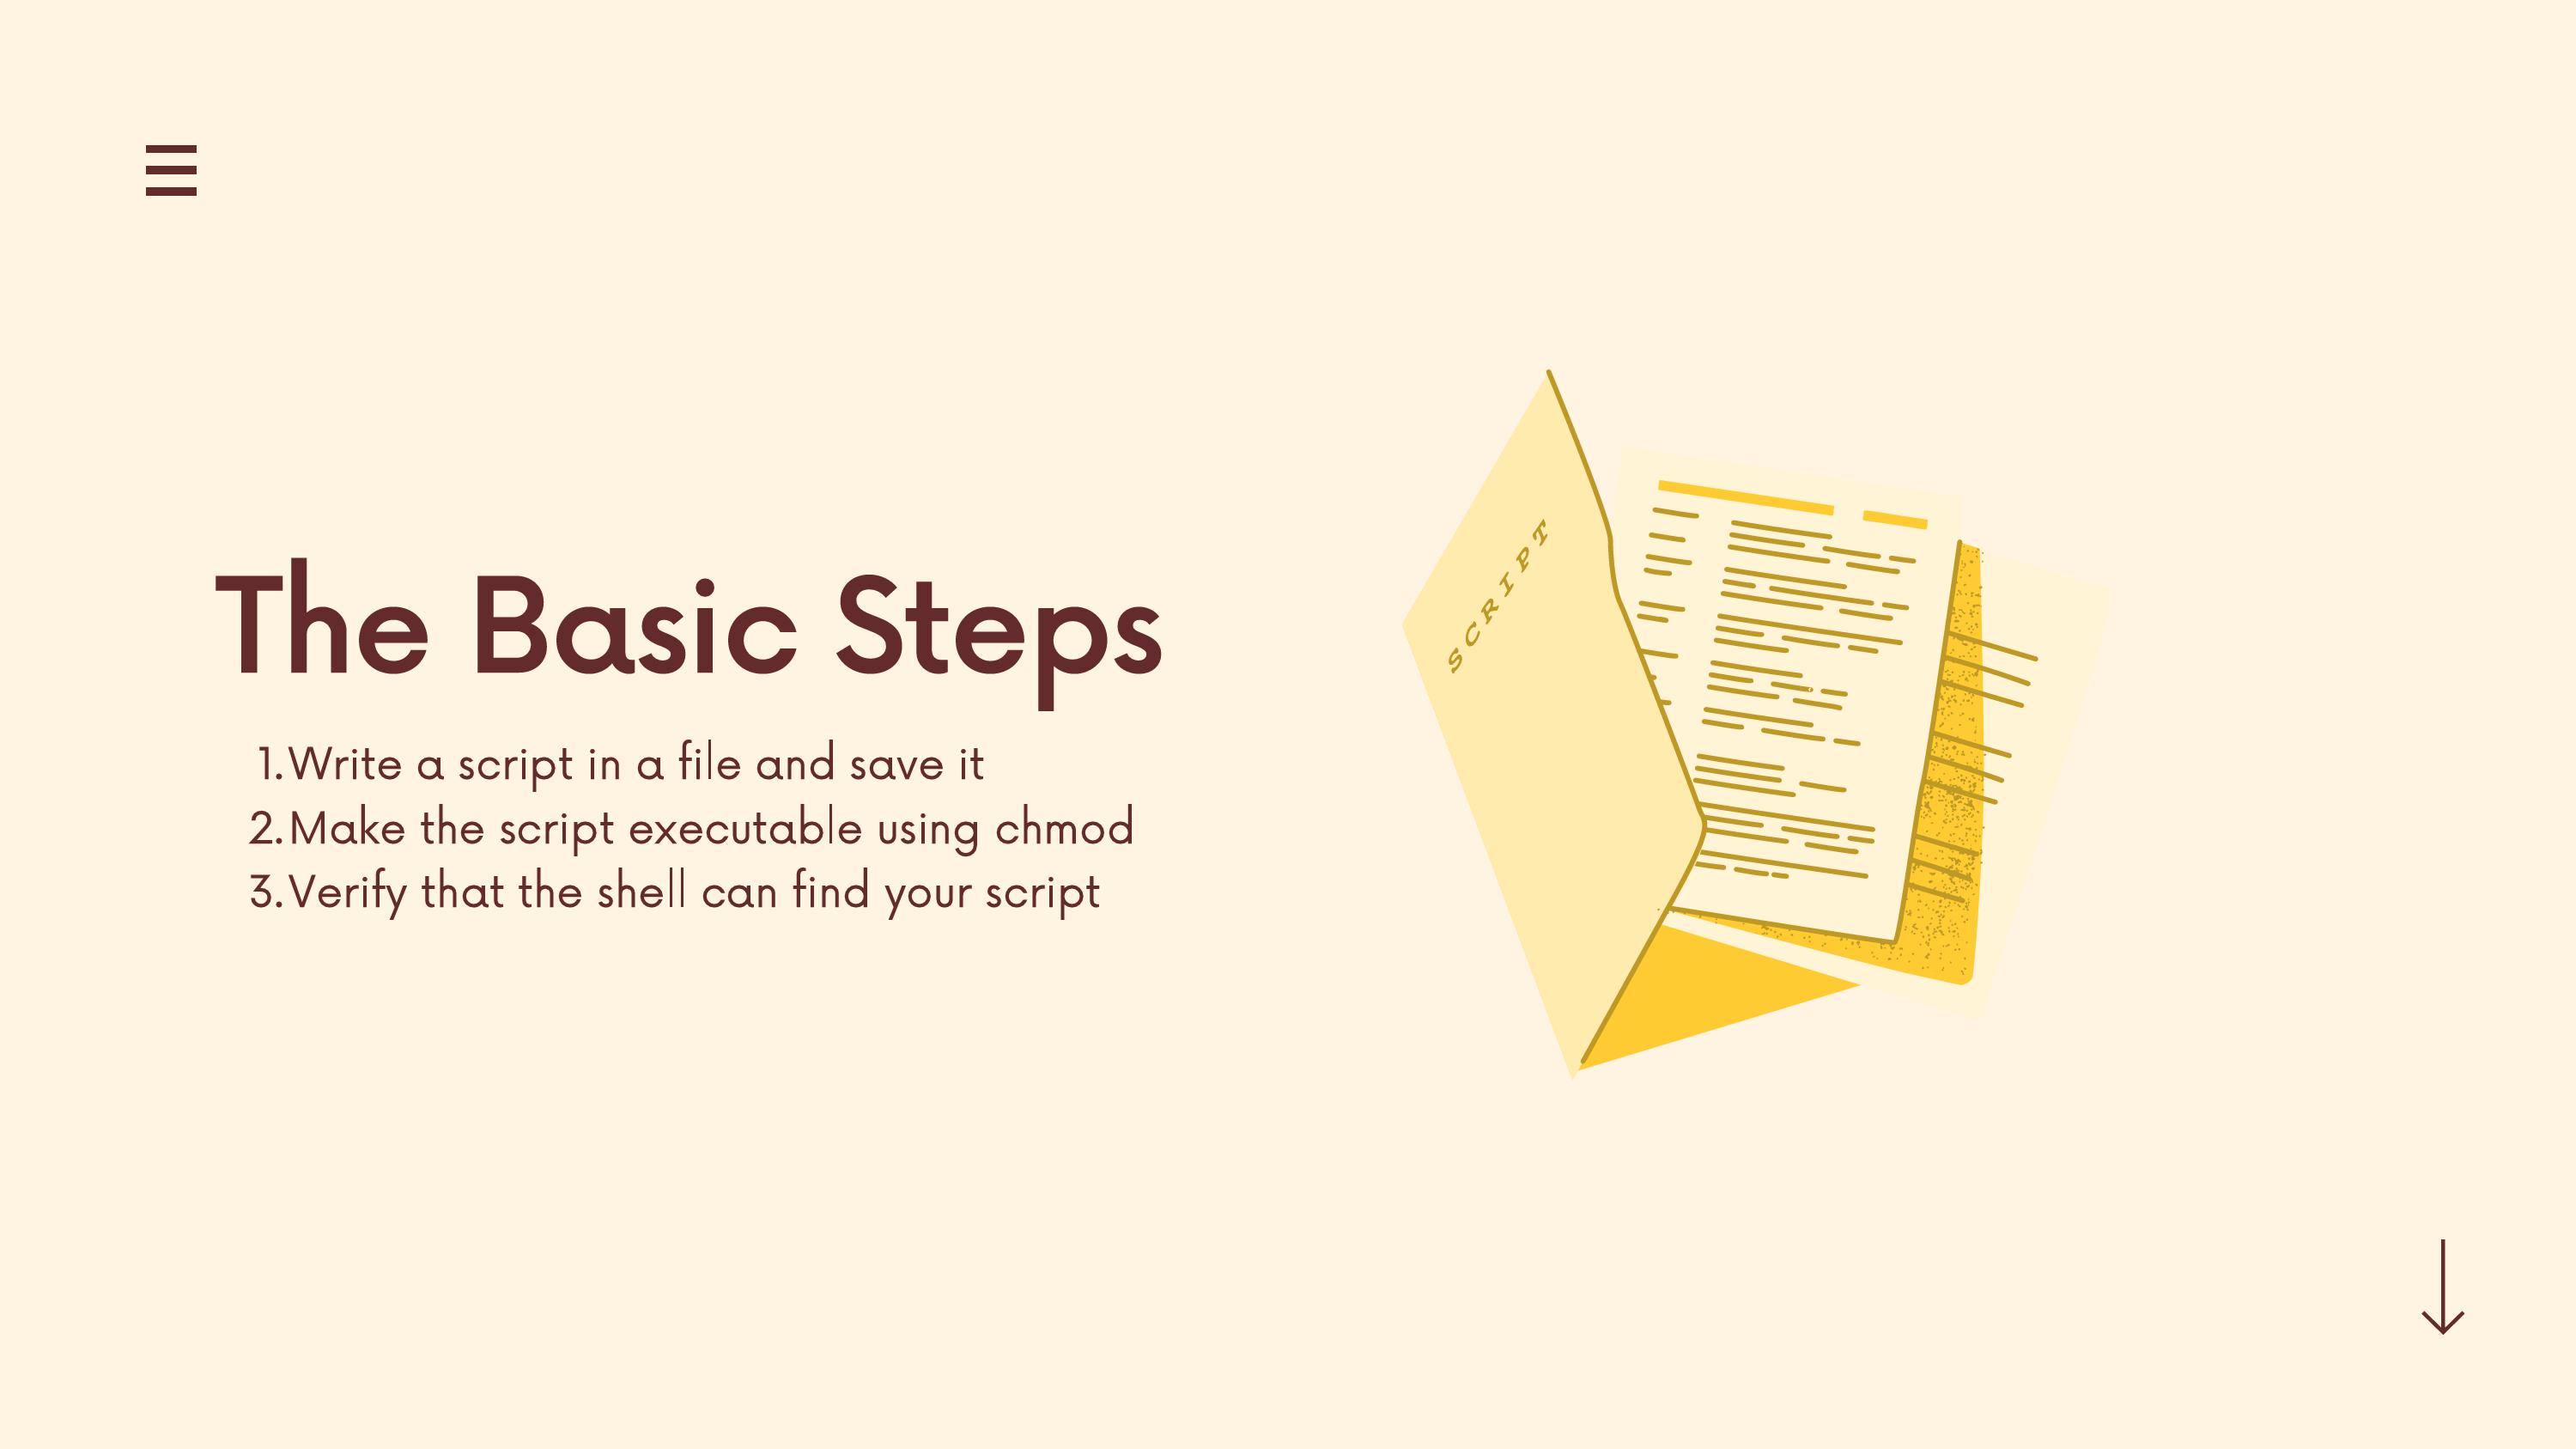 The Basic Steps
1.Write a script in a file and save it
2.Make the script executable using chmod
3.Verify that the shell can find your script
SCRIPT